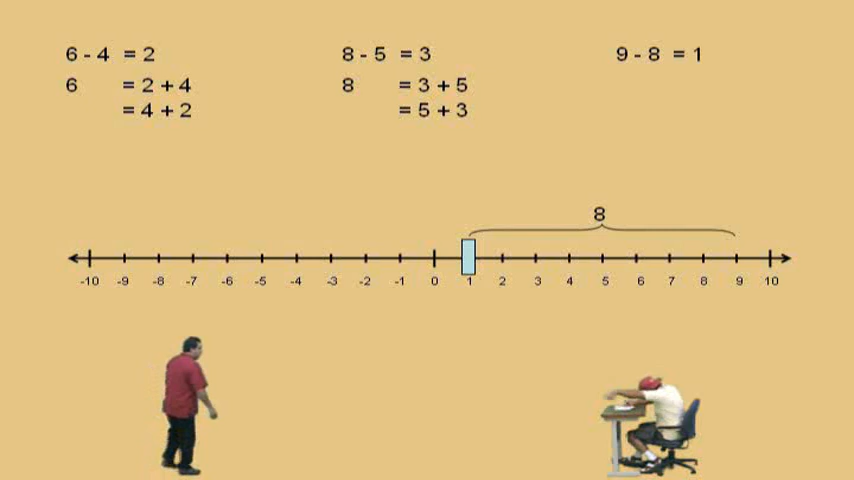 6 - 4 = 2
8 - 5 = 3
9 - 8 = 1
6 = 2 + 4
8 = 3 + 5
= 4 + 2
= 5 + 3
8
-10 -9 -8 -7 -6 -5 -4 -3 -2 -1 0 1 2 3 4 5 6 7 8 9 10